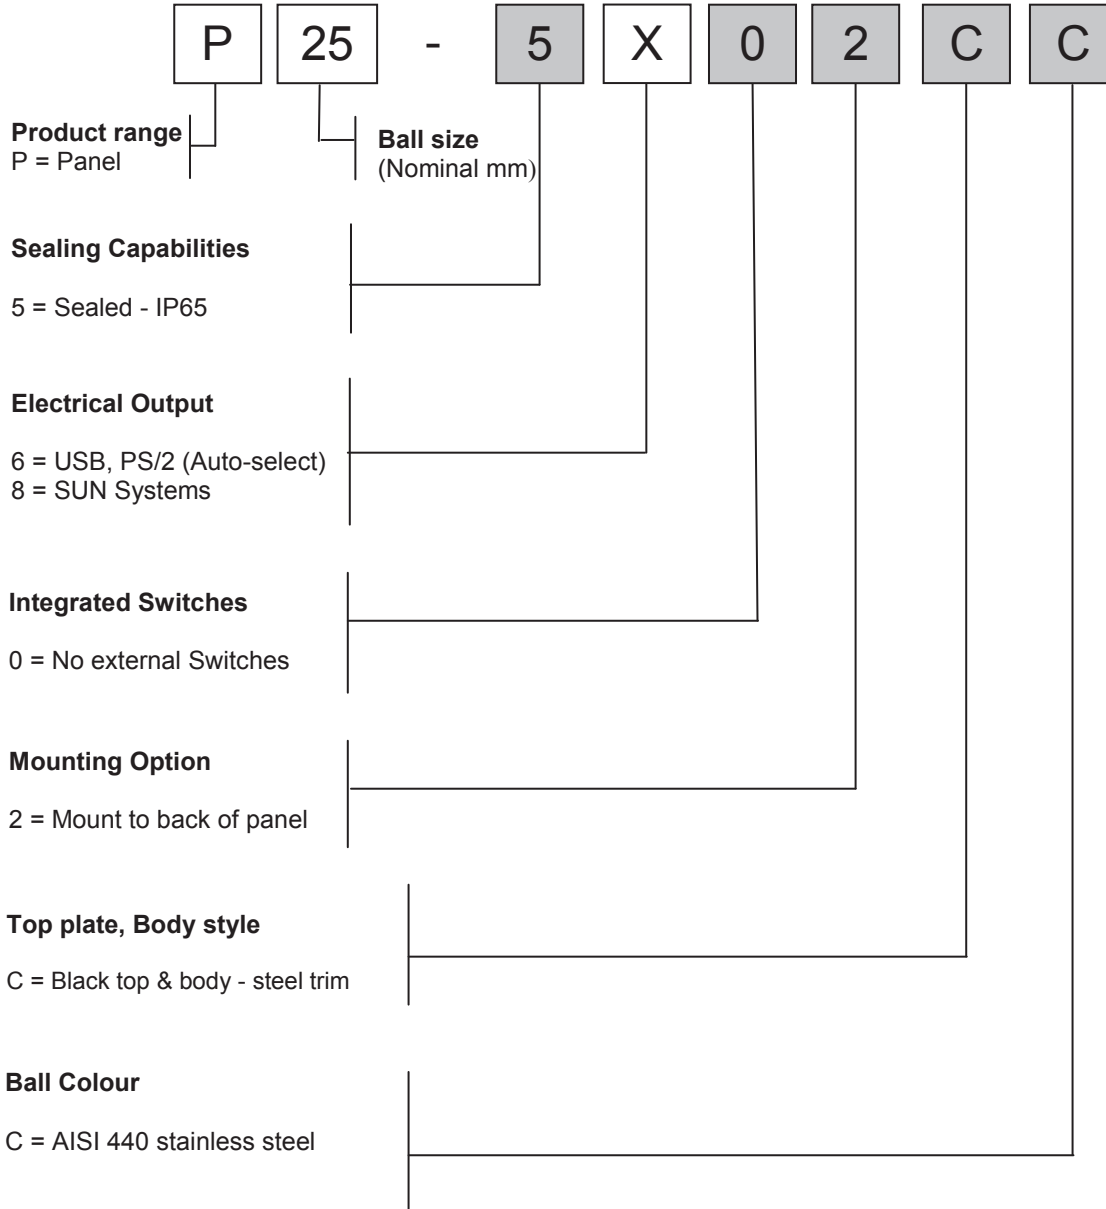 P 25 - 5 X 0 2 C C
Product range
P = Panel
Ball size
(Nominal mm)
Sealing Capabilities
5 = Sealed - IP65
Electrical Output
6 = USB, PS/2 (Auto-select)
8 = SUN Systems
Integrated Switches
0 = No external Switches
Mounting Option
2 = Mount to back of panel
Top plate, Body style
C = Black top & body - steel trim
Ball Colour
C = AISI 440 stainless steel